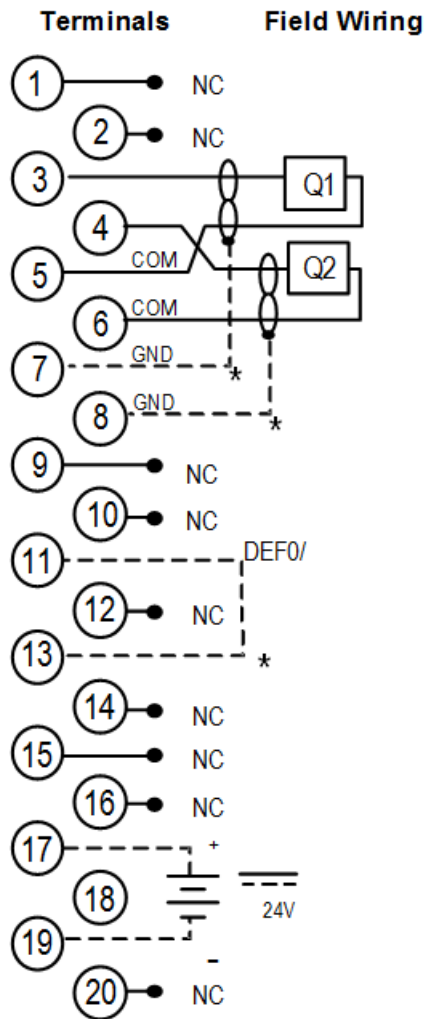 Terminals Field Wiring
1 NC
2 NC
3 Q1
4
5 COM Q2
6 COM
7 GND *
8 GND *
9 NC
10 NC
11 DEF0/
12 NC
13 *
14 NC
15 NC
16 NC
17 +
18 24V
19
-
20 NC